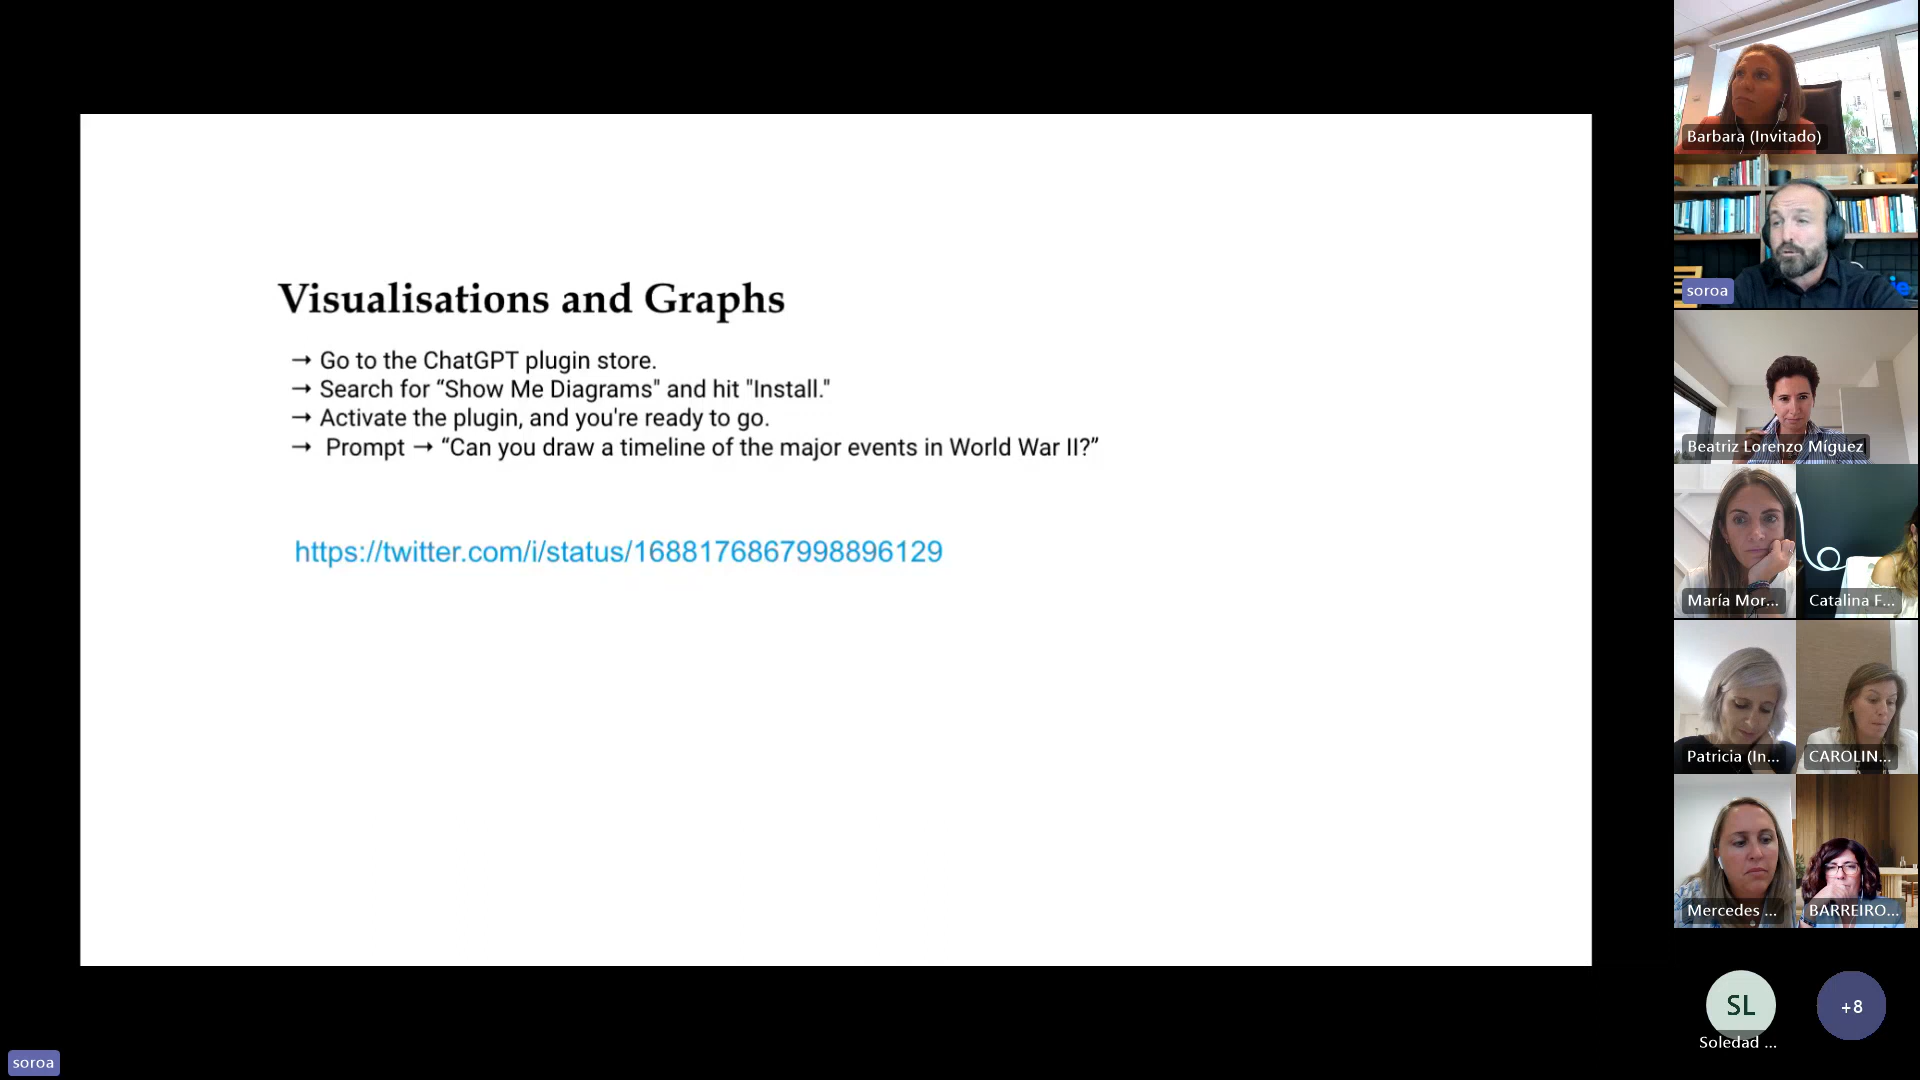 Visualisations and Graphs
→ Go to the ChatGPT plugin store.
→ Search for “Show Me Diagrams" and hit "Install."
→ Activate the plugin, and you're ready to go.
→ Prompt → “Can you draw a timeline of the major events in World War II?”
https://twitter.com/i/status/1688176867998896129
Barbara (Invitado)
soroa
Beatriz Lorenzo Míguez
María Mor...
Catalina F...
Patricia (In...
CAROLIN...
Mercedes ...
BARREIRO...
SL
+8
Soledad ...
soroa